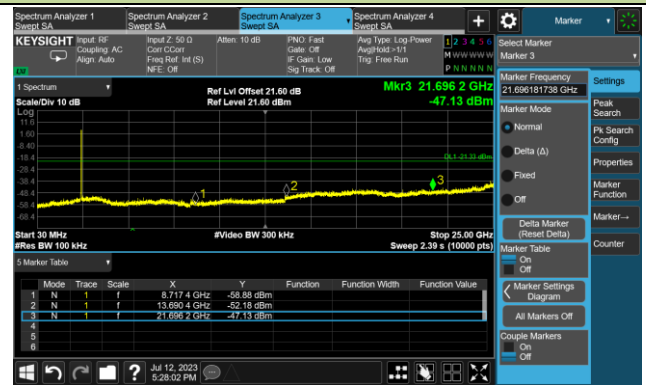 Spectrum Analyzer 1 Swept SA
Spectrum Analyzer 2 Swept SA
Spectrum Analyzer 3 Swept SA
Spectrum Analyzer 4 Swept SA
+
Marker
KEYSIGHT
Input: RF
Coupling: AC
Align: Auto
Input Z: 50 Ω
Corr CCorr
Freq Ref: Int (S)
NFE: Off
Atten: 10 dB
PNO: Fast
Gate: Off
IF Gain: Low
Sig Track: Off
Avg Type: Log-Power
Avg|Hold:>1/1
Trig: Free Run
1 2 3 4 5 6
M W W W W W
P N N N N N
Select Marker
Marker 3
1 Spectrum
Scale/Div 10 dB
Ref Lvl Offset 21.60 dB
Ref Level 21.60 dBm
Mkr3 21.696 2 GHz
-47.13 dBm
Log
11.6
1.60
-8.40
-18.4
-28.4
-38.4
-48.4
-58.4
-68.4
DL1 -21.33 dBm
1
2
3
Start 30 MHz
#Video BW 300 kHz
Stop 25.00 GHz
#Res BW 100 kHz
Sweep 2.39 s (10000 pts)
5 Marker Table
Mode Trace Scale X Y Function Function Width Function Value
1 N 1 f 8.717 4 GHz -58.88 dBm
2 N 1 f 13.690 4 GHz -52.18 dBm
3 N 1 f 21.696 2 GHz -47.13 dBm
4
5
6
Marker Frequency
21.696181738 GHz
Marker Mode
Normal
Delta (Δ)
Fixed
Off
Delta Marker
(Reset Delta)
Marker Table
On
Off
Marker Settings
Diagram
All Markers Off
Couple Markers
On
Off
Settings
Peak
Search
Pk Search
Config
Properties
Marker
Function
Marker→
Counter
?
Jul 12, 2023
5:28:02 PM